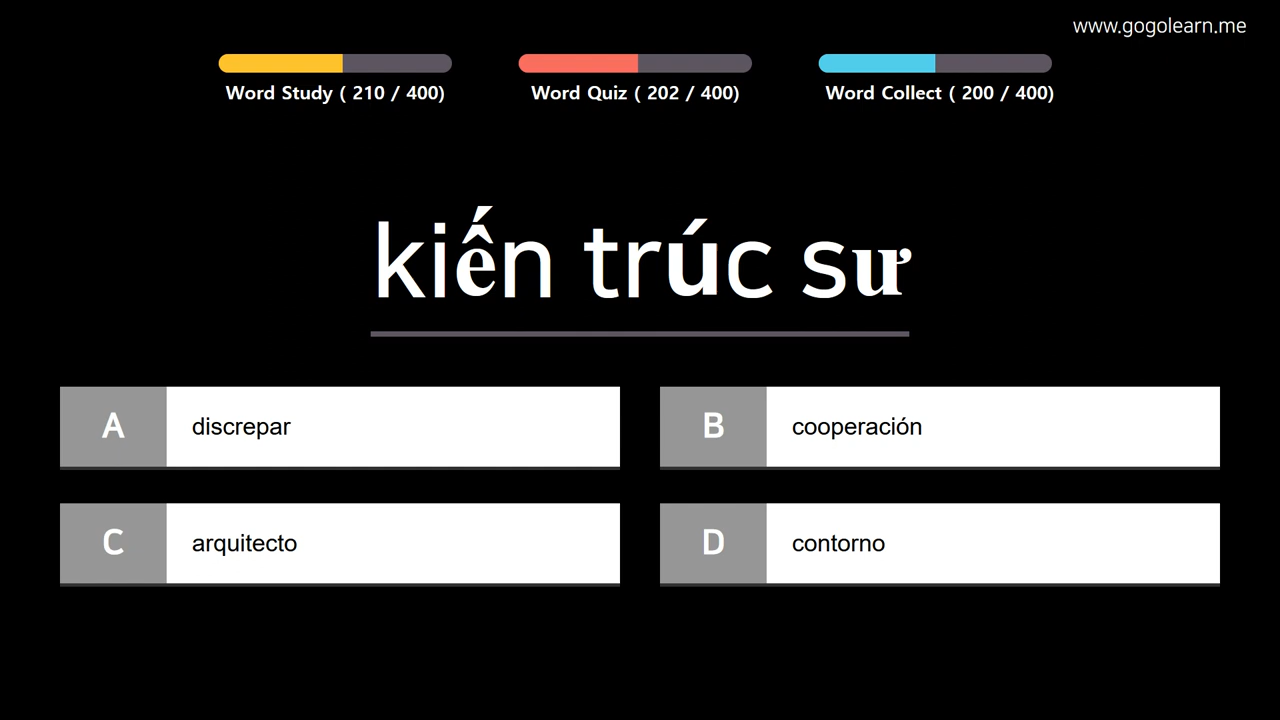 www.gogolearn.me
Word Study ( 210 / 400)
Word Quiz ( 202 / 400)
Word Collect ( 200 / 400)
kiến trúc sư
A discrepar
B cooperación
C arquitecto
D contorno